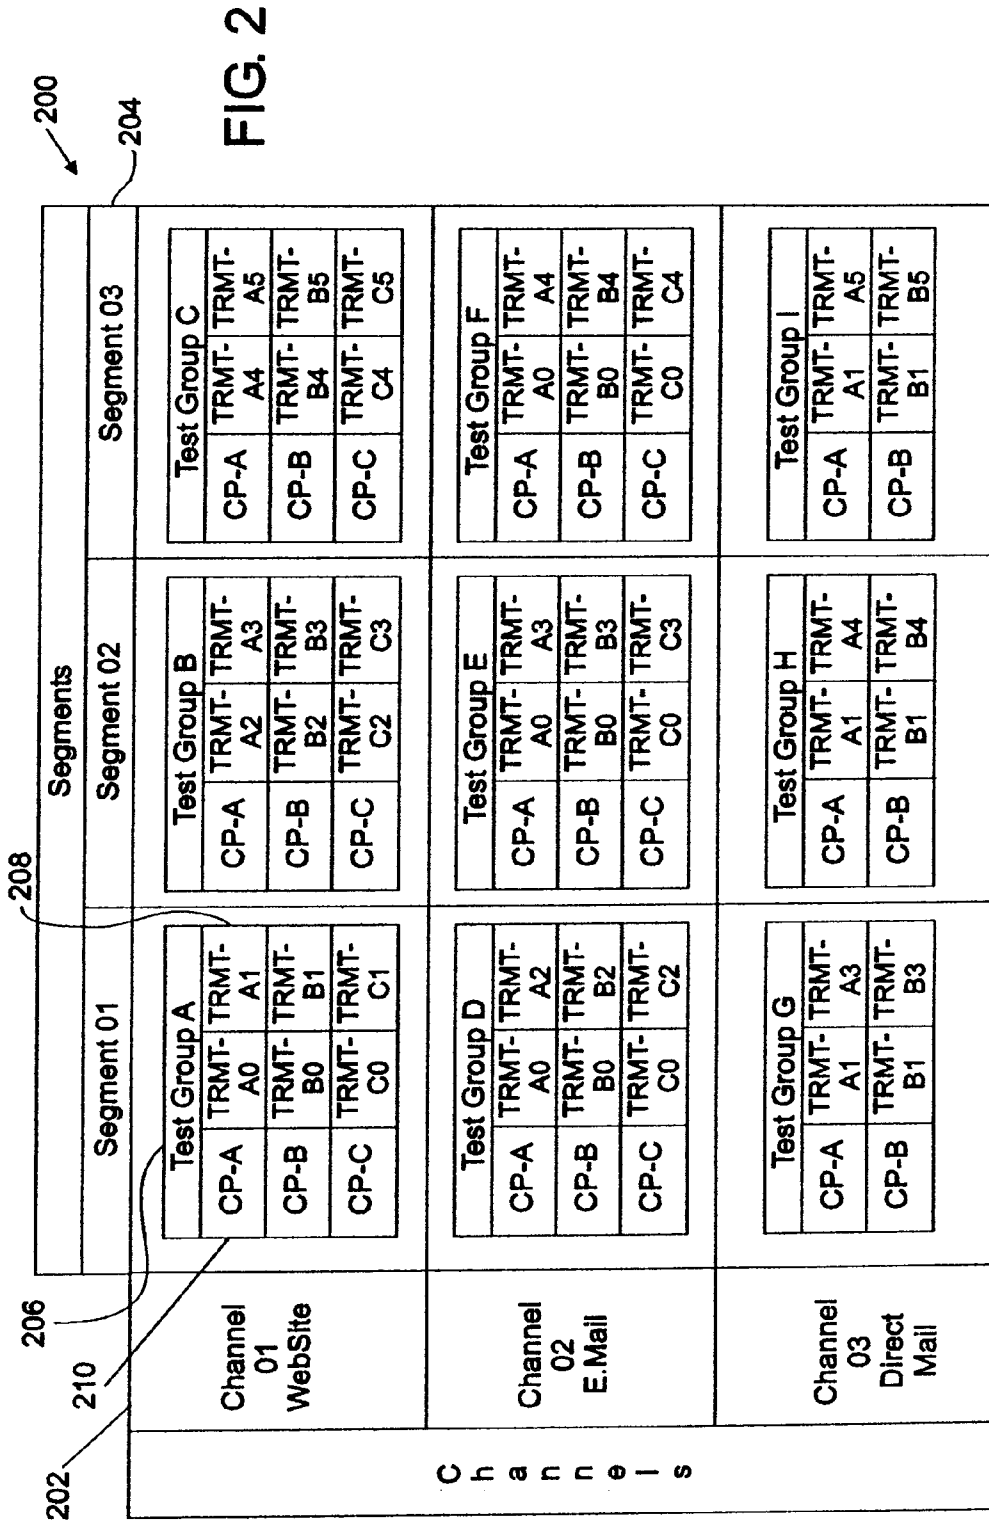 200
204
FIG. 2
Segments
Segment 01 Segment 02 Segment 03
208
206
210
202
Channels
Channel
01
WebSite
Test Group A
CP-A TRMT-A0 TRMT-A1
CP-B TRMT-B0 TRMT-B1
CP-C TRMT-C0 TRMT-C1
Test Group B
CP-A TRMT-A2 TRMT-A3
CP-B TRMT-B2 TRMT-B3
CP-C TRMT-C2 TRMT-C3
Test Group C
CP-A TRMT-A4 TRMT-A5
CP-B TRMT-B4 TRMT-B5
CP-C TRMT-C4 TRMT-C5
Channel
02
E.Mail
Test Group D
CP-A TRMT-A0 TRMT-A2
CP-B TRMT-B0 TRMT-B2
CP-C TRMT-C0 TRMT-C2
Test Group E
CP-A TRMT-A0 TRMT-A3
CP-B TRMT-B0 TRMT-B3
CP-C TRMT-C0 TRMT-C3
Test Group F
CP-A TRMT-A0 TRMT-A4
CP-B TRMT-B0 TRMT-B4
CP-C TRMT-C0 TRMT-C4
Channel
03
Direct
Mail
Test Group G
CP-A TRMT-A1 TRMT-A3
CP-B TRMT-B1 TRMT-B3
Test Group H
CP-A TRMT-A1 TRMT-A4
CP-B TRMT-B1 TRMT-B4
Test Group I
CP-A TRMT-A1 TRMT-A5
CP-B TRMT-B1 TRMT-B5